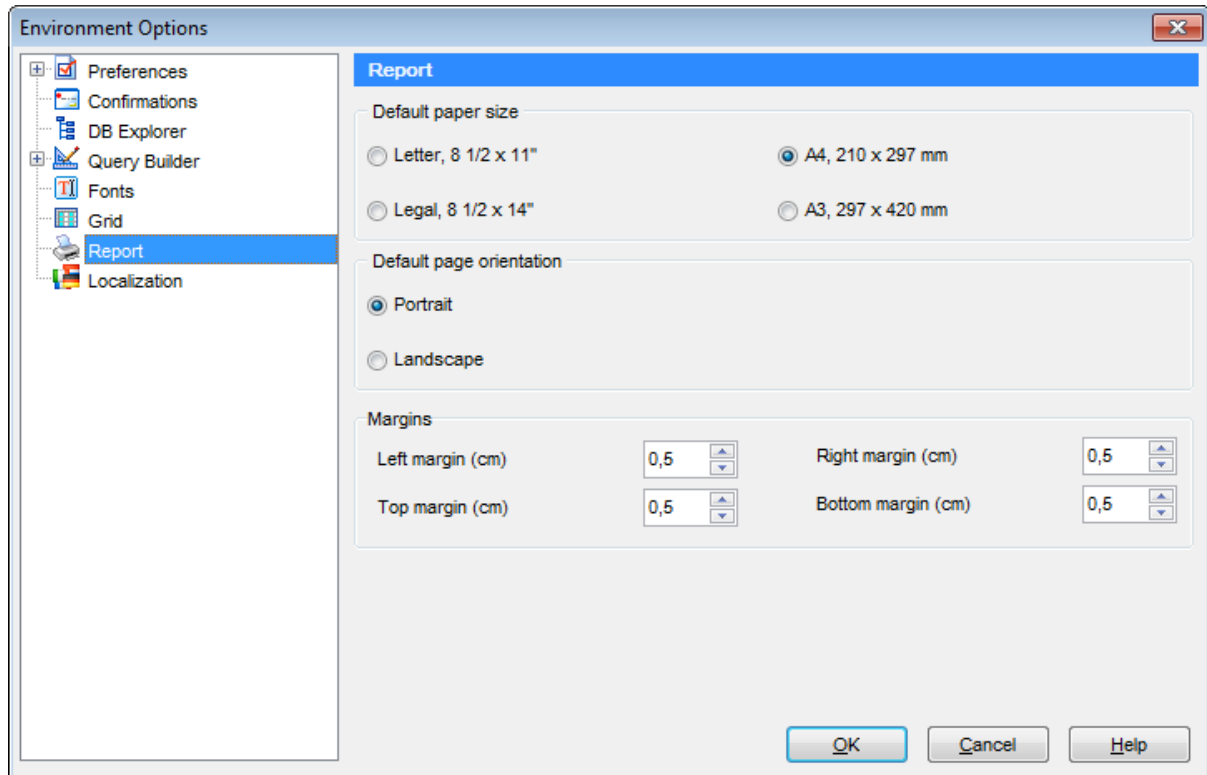 Environment Options
Preferences
Confirmations
DB Explorer
Query Builder
Fonts
Grid
Report
Localization
Report
Default paper size
Letter, 8 1/2 x 11"
A4, 210 x 297 mm
Legal, 8 1/2 x 14"
A3, 297 x 420 mm
Default page orientation
Portrait
Landscape
Margins
Left margin (cm) 0,5
Right margin (cm) 0,5
Top margin (cm) 0,5
Bottom margin (cm) 0,5
OK Cancel Help